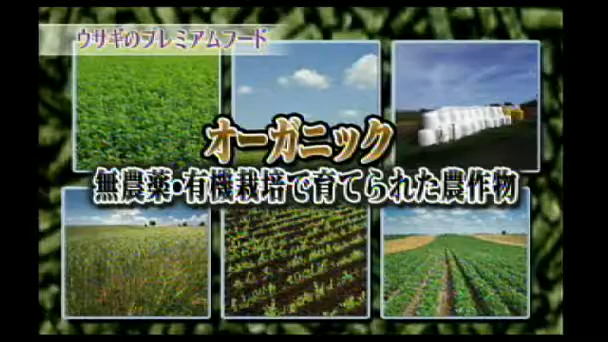 ウサギのプレミアムフード
オーガニック
無農薬・有機栽培で育てられた農作物